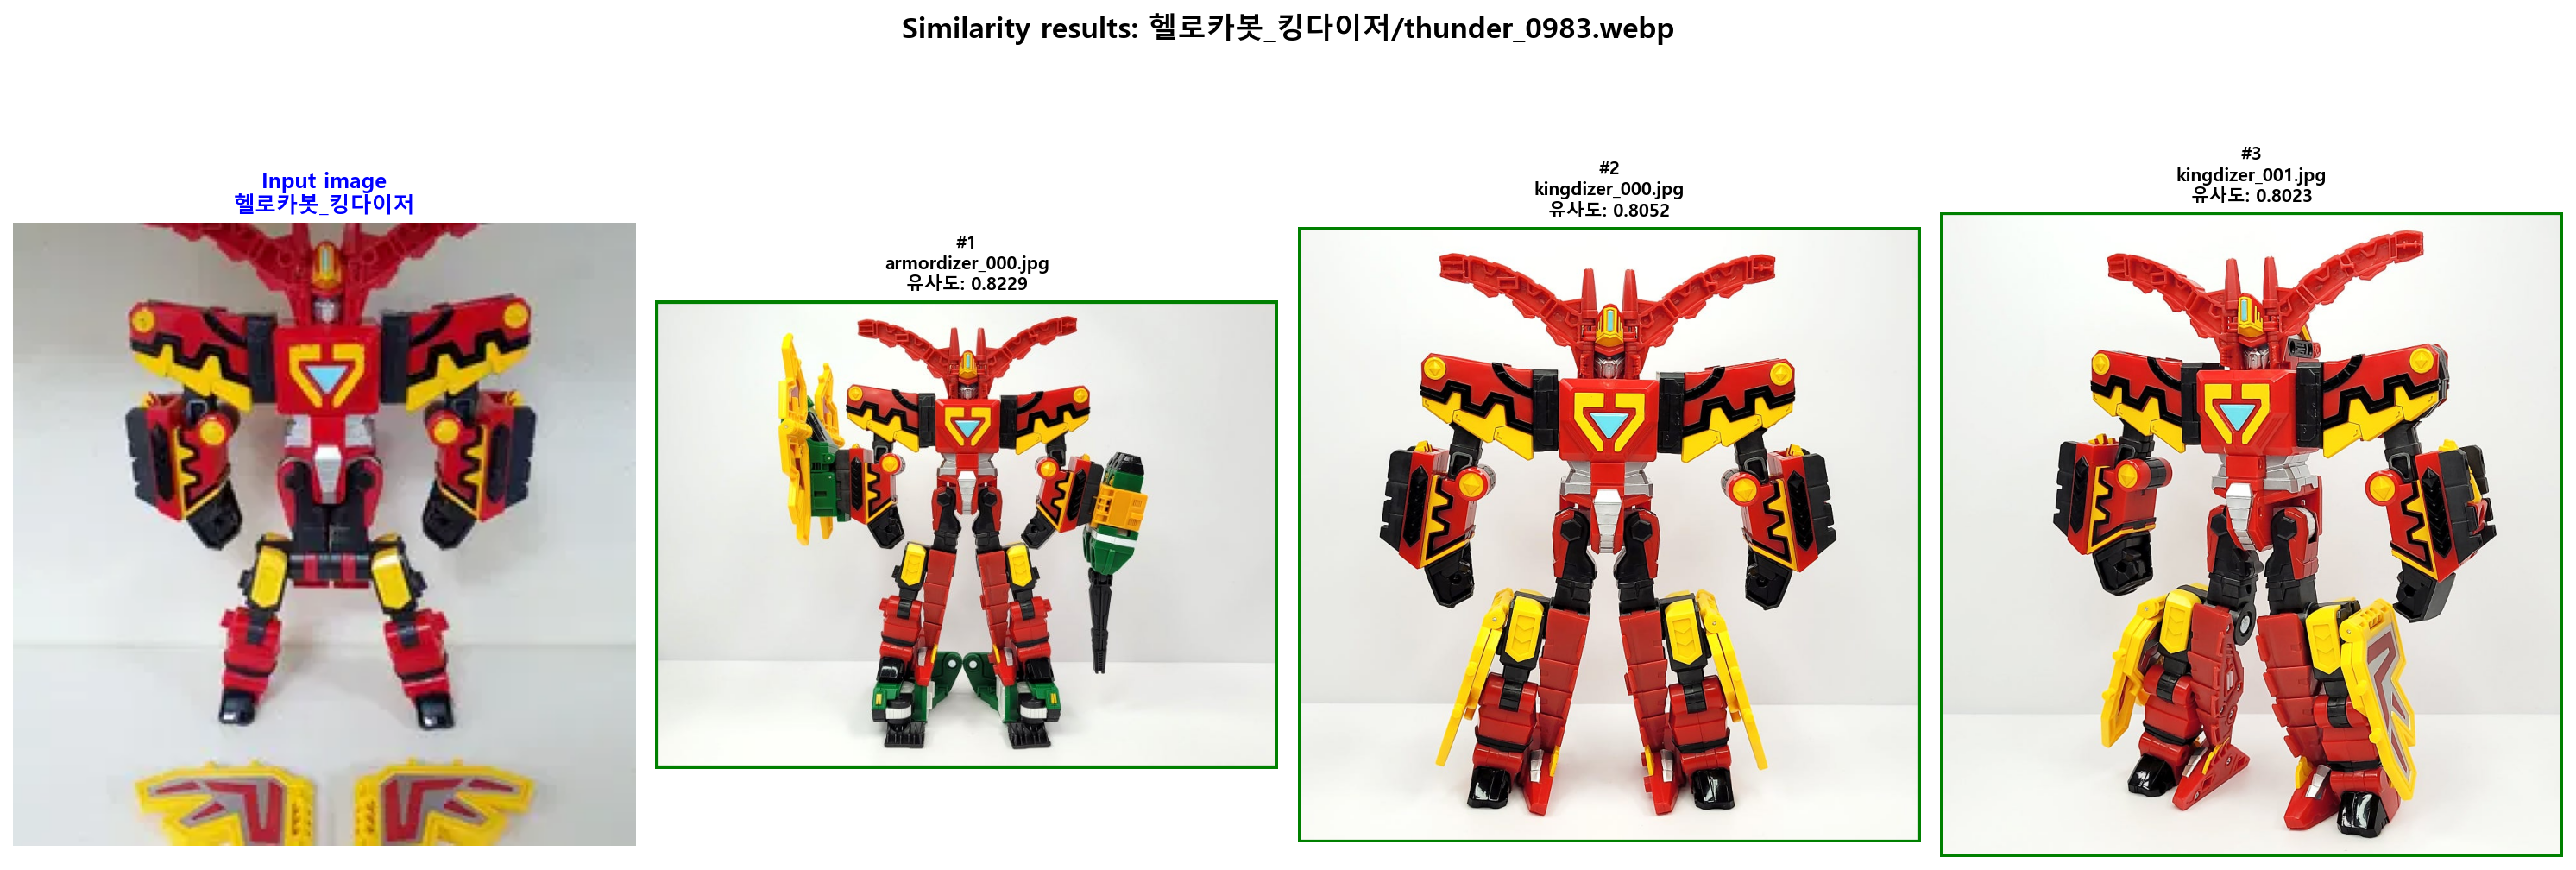 Similarity results: 헬로카봇_킹다이저/thunder_0983.webp
Input image
헬로카봇_킹다이저
#1
armordizer_000.jpg
유사도: 0.8229
#2
kingdizer_000.jpg
유사도: 0.8052
#3
kingdizer_001.jpg
유사도: 0.8023